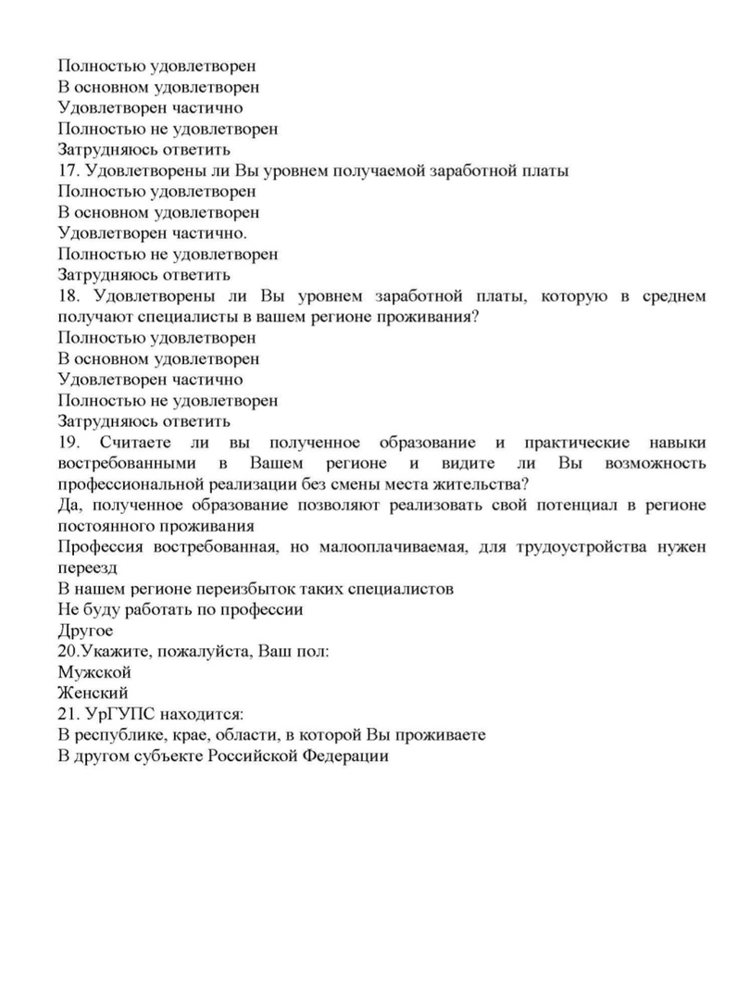 Полностью удовлетворен
В основном удовлетворен
Удовлетворен частично
Полностью не удовлетворен
Затрудняюсь ответить
17. Удовлетворены ли Вы уровнем получаемой заработной платы
Полностью удовлетворен
В основном удовлетворен
Удовлетворен частично.
Полностью не удовлетворен
Затрудняюсь ответить
18. Удовлетворены ли Вы уровнем заработной платы, которую в среднем
получают специалисты в вашем регионе проживания?
Полностью удовлетворен
В основном удовлетворен
Удовлетворен частично
Полностью не удовлетворен
Затрудняюсь ответить
19. Считаете ли вы полученное образование и практические навыки
востребованными в Вашем регионе и видите ли Вы возможность
профессиональной реализации без смены места жительства?
Да, полученное образование позволяют реализовать свой потенциал в регионе
постоянного проживания
Профессия востребованная, но малооплачиваемая, для трудоустройства нужен
переезд
В нашем регионе переизбыток таких специалистов
Не буду работать по профессии
Другое
20.Укажите, пожалуйста, Ваш пол:
Мужской
Женский
21. УрГУПС находится:
В республике, крае, области, в которой Вы проживаете
В другом субъекте Российской Федерации